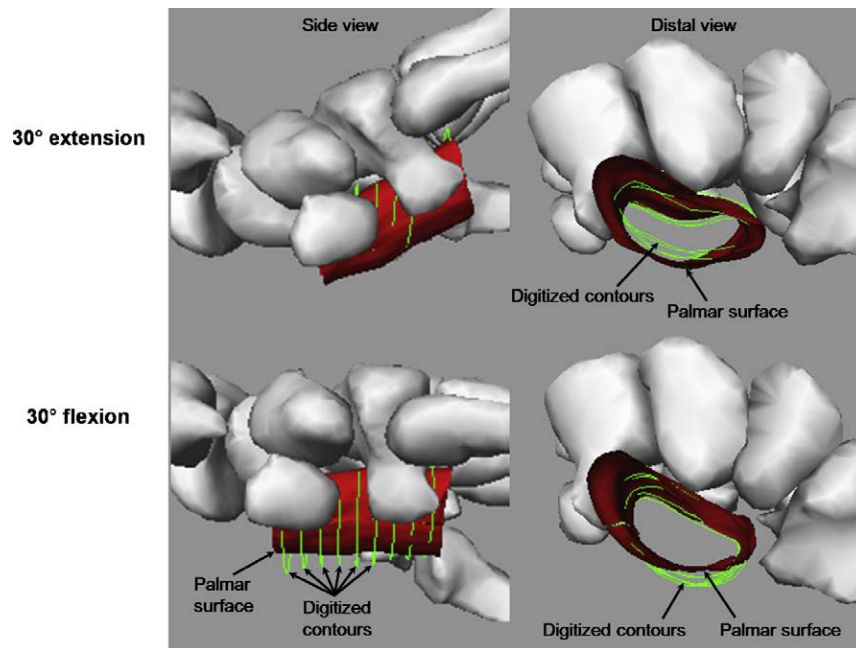 Side view
Distal view
30° extension
Digitized contours
Palmar surface
30° flexion
Palmar
surface
Digitized
contours
Digitized contours
Palmar surface